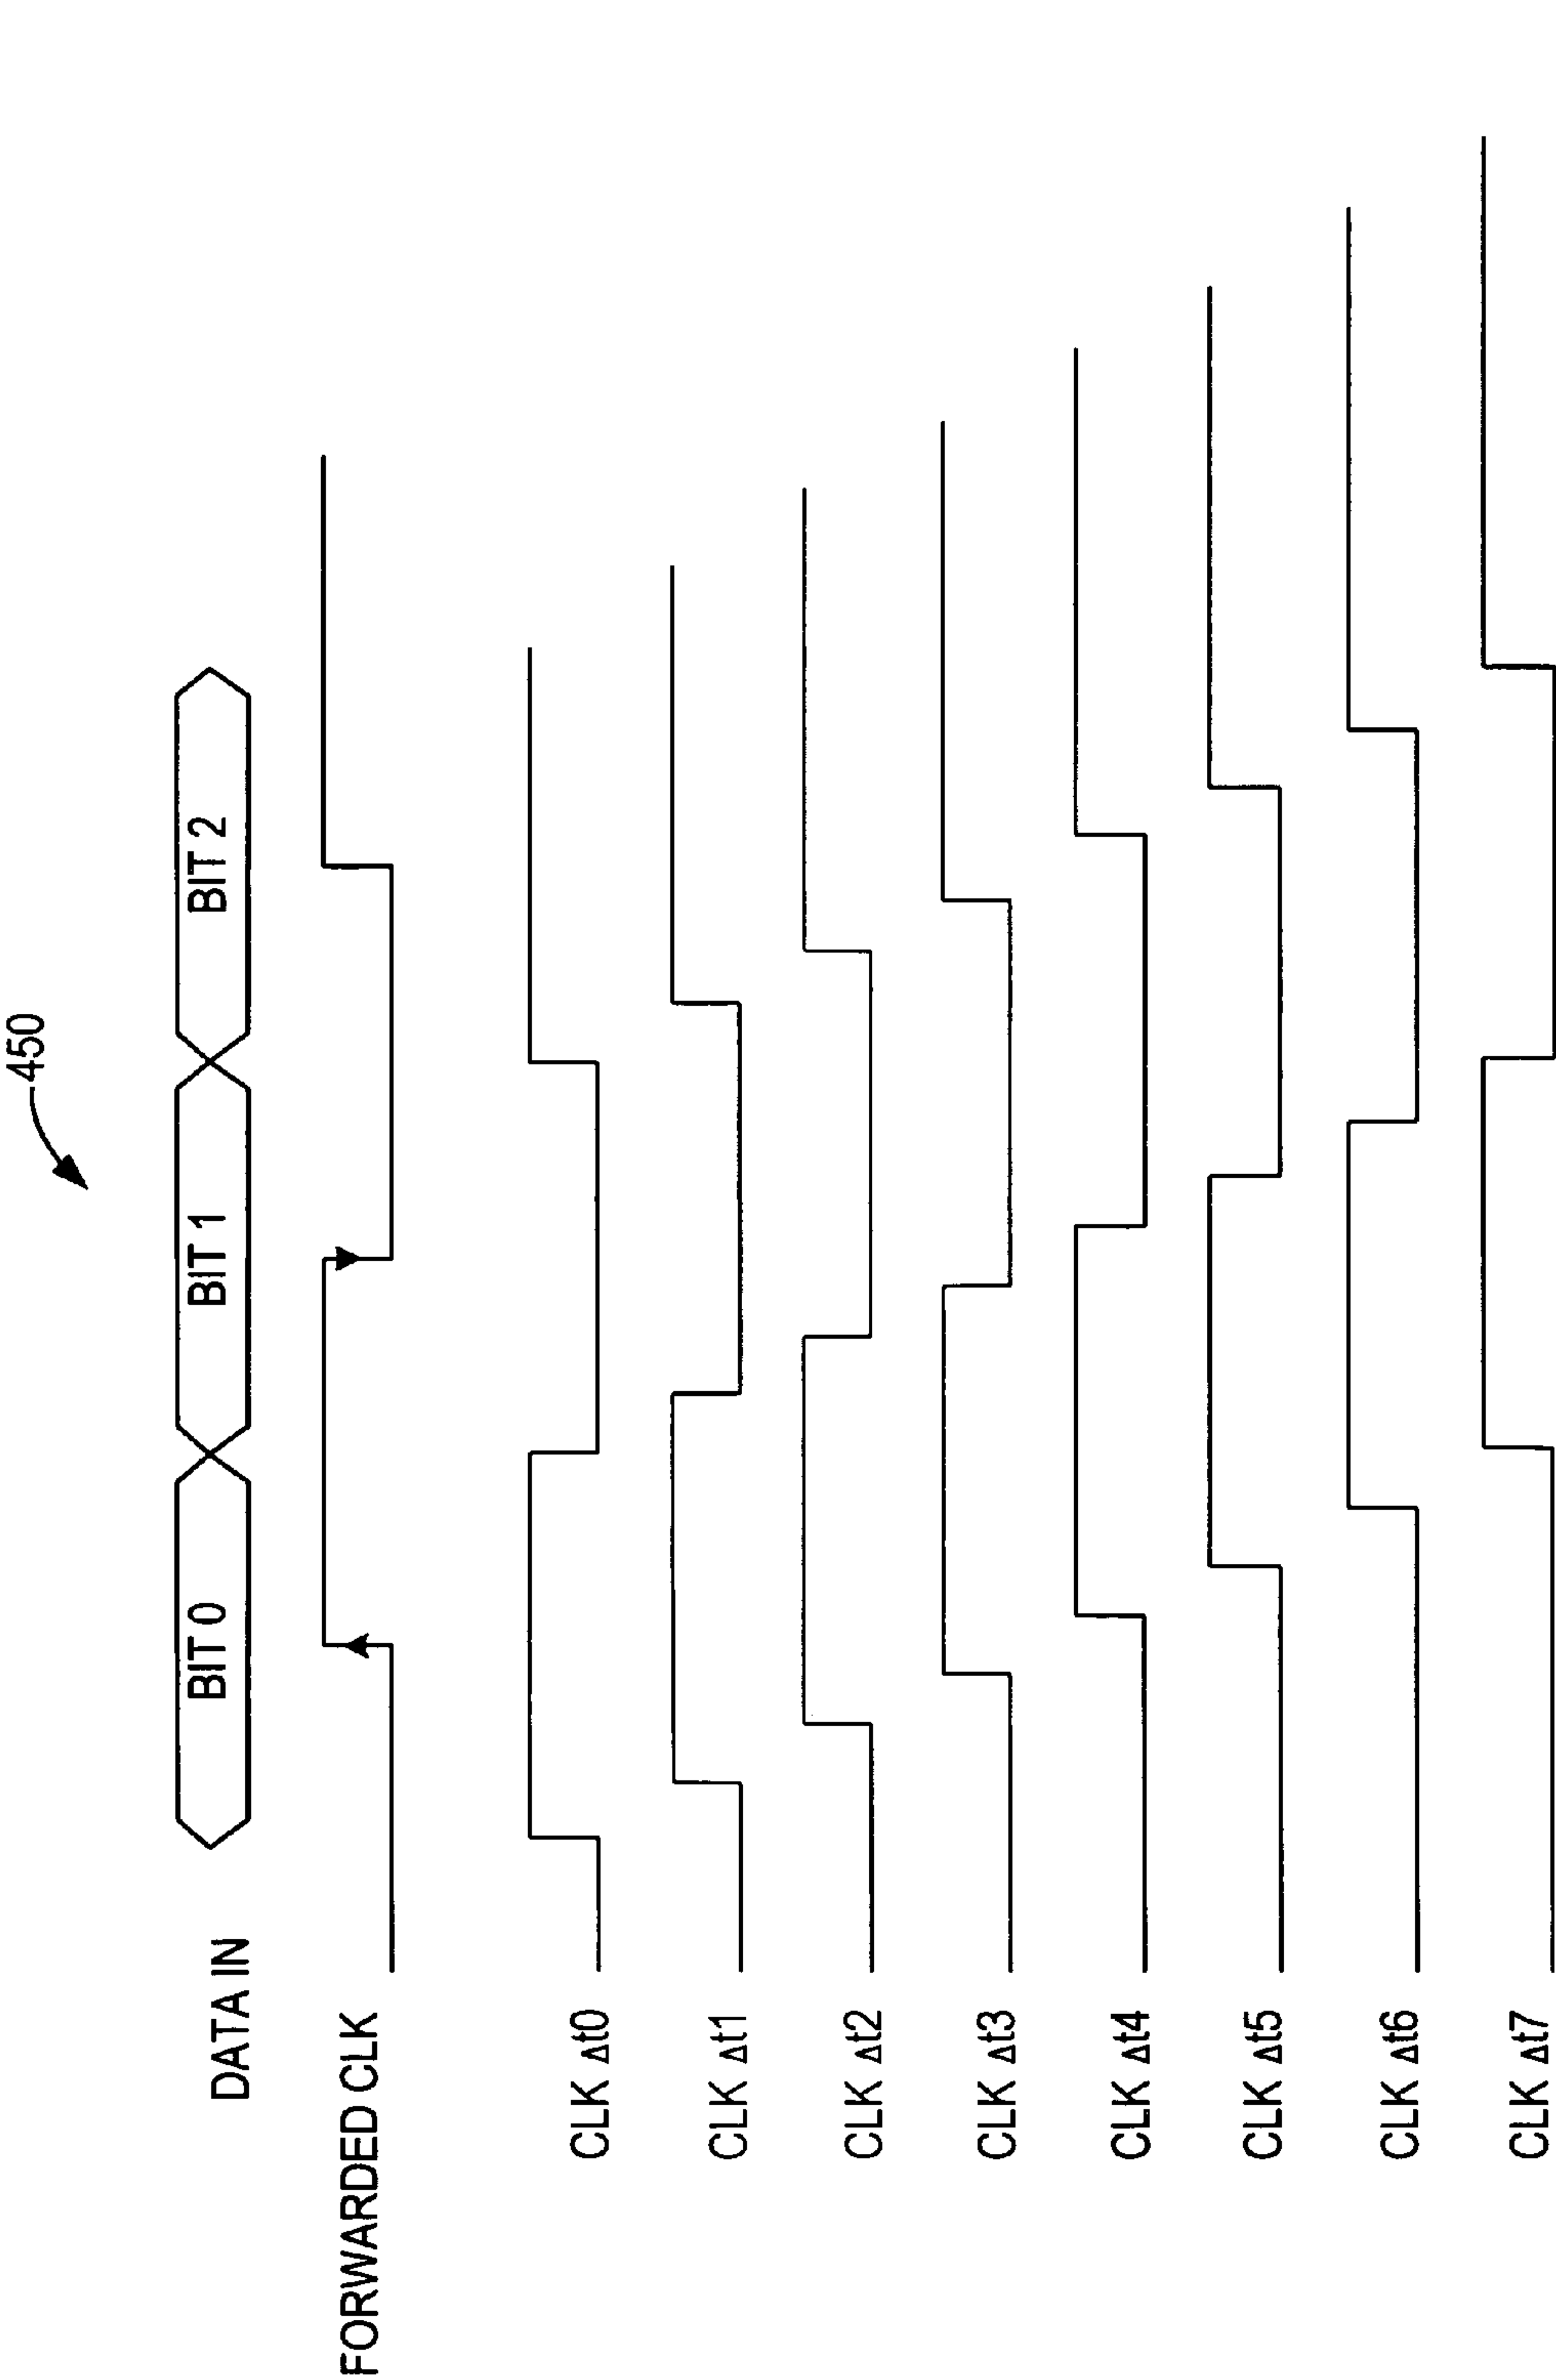 450
DATA IN
BIT 0
BIT 1
BIT 2
FORWARDED CLK
CLK Δt0
CLK Δt1
CLK Δt2
CLK Δt3
CLK Δt4
CLK Δt5
CLK Δt6
CLK Δt7